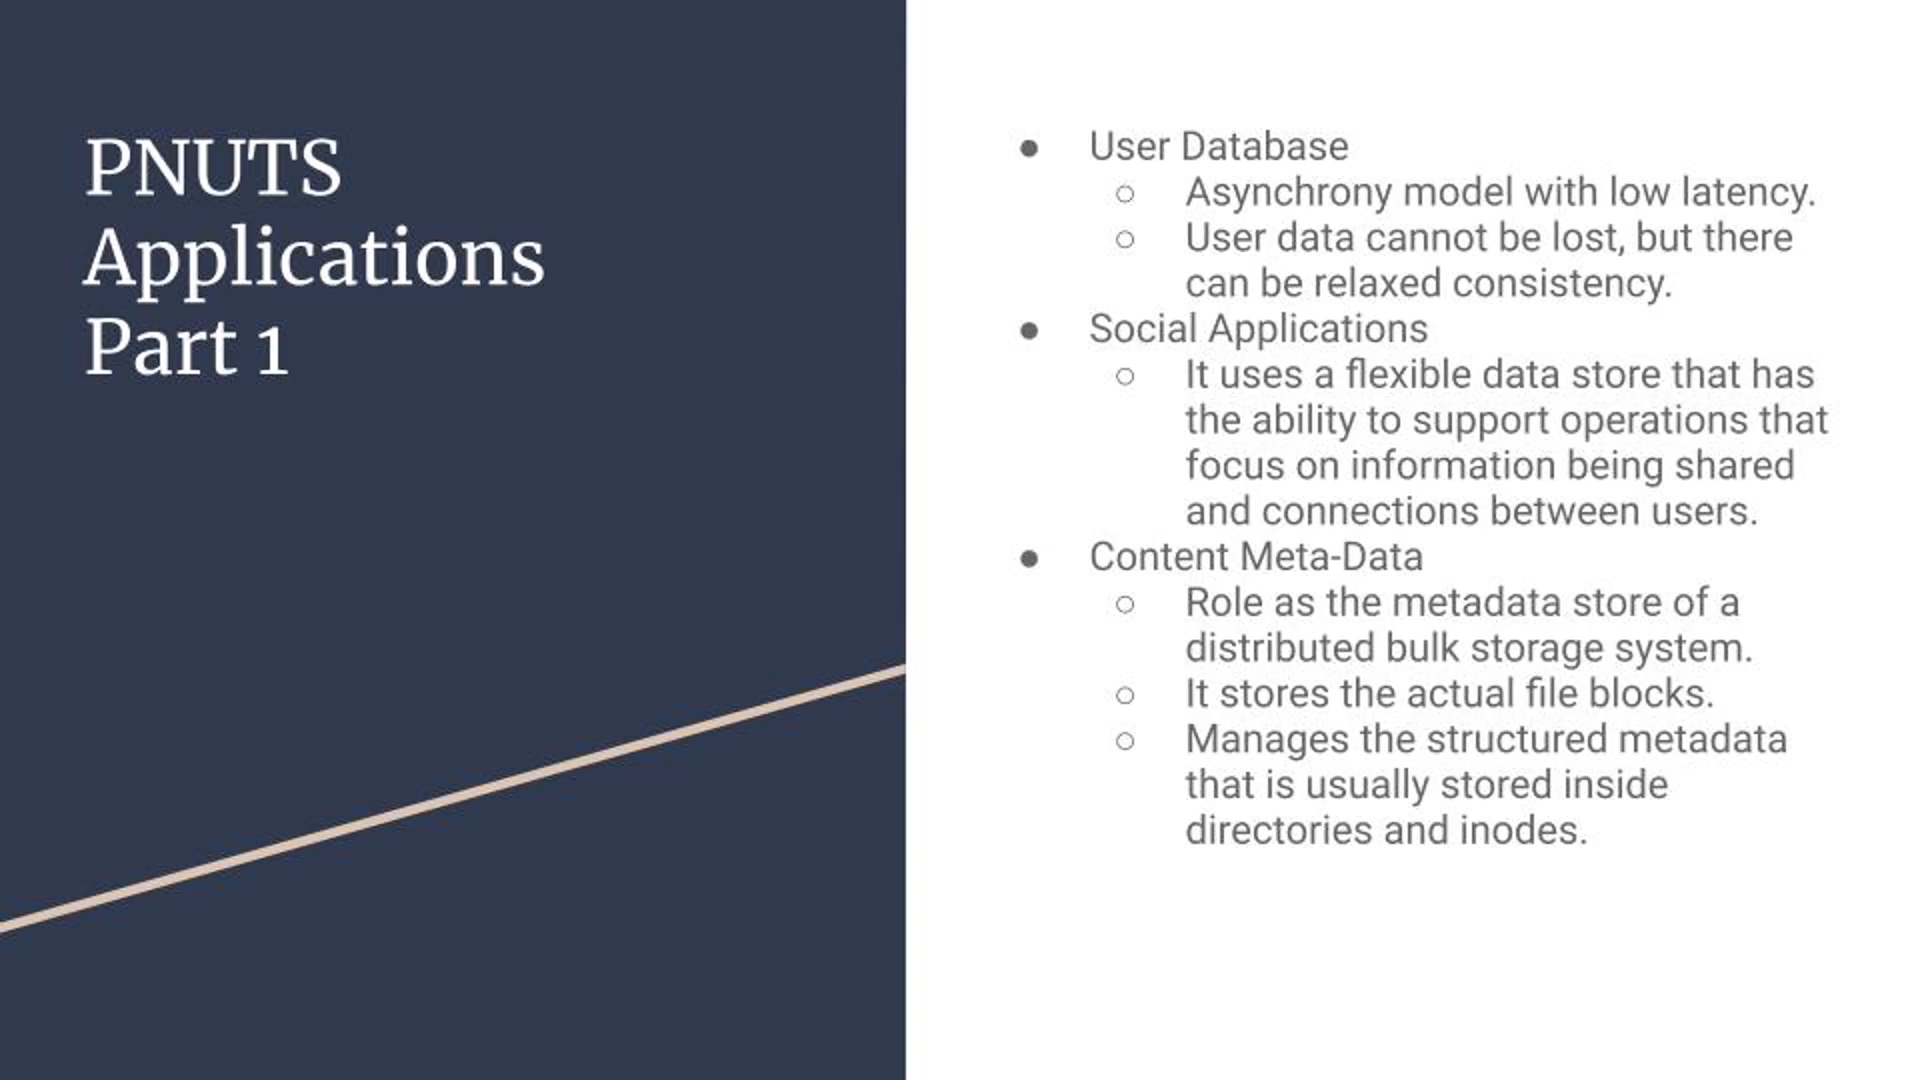 PNUTS
Applications
Part 1
● User Database
○ Asynchrony model with low latency.
○ User data cannot be lost, but there
can be relaxed consistency.
● Social Applications
○ It uses a flexible data store that has
the ability to support operations that
focus on information being shared
and connections between users.
● Content Meta-Data
○ Role as the metadata store of a
distributed bulk storage system.
○ It stores the actual file blocks.
○ Manages the structured metadata
that is usually stored inside
directories and inodes.